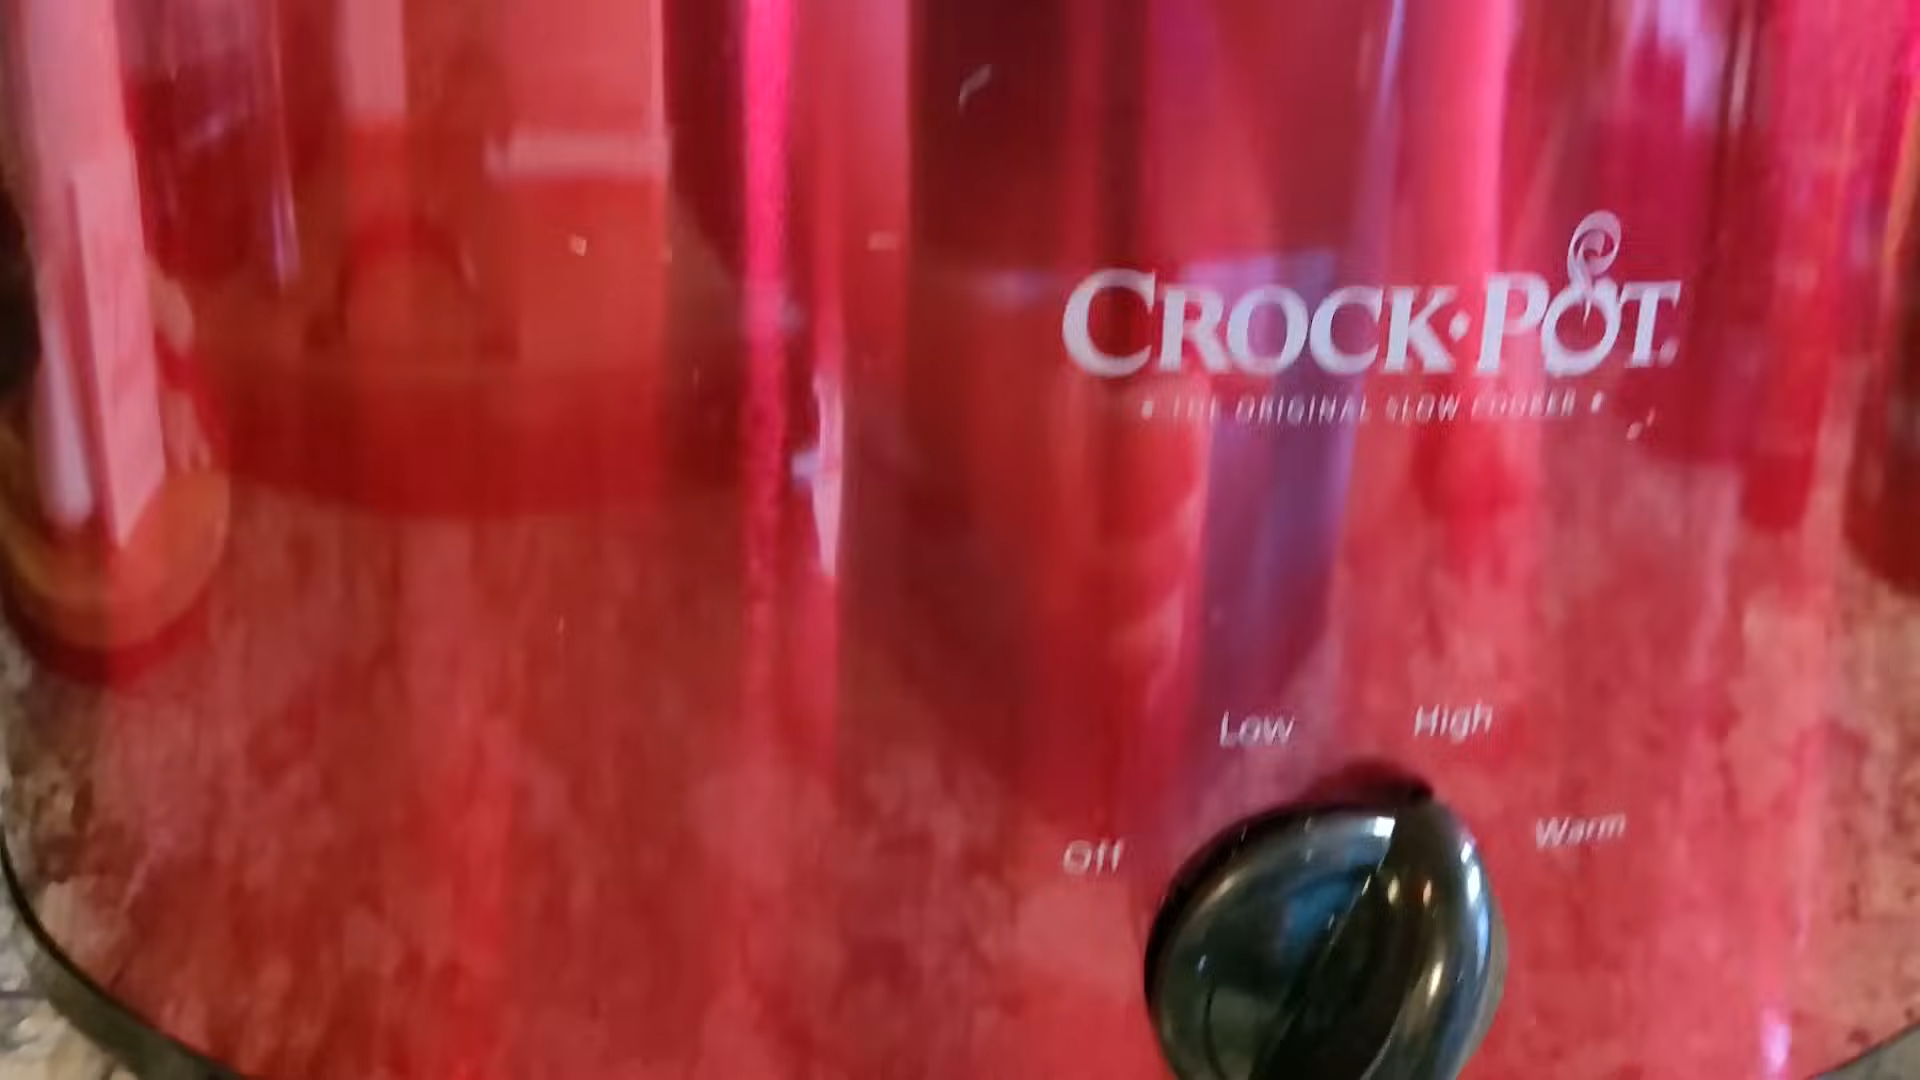 CROCK·POT
• THE ORIGINAL SLOW COOKER •
Low High
Off Warm